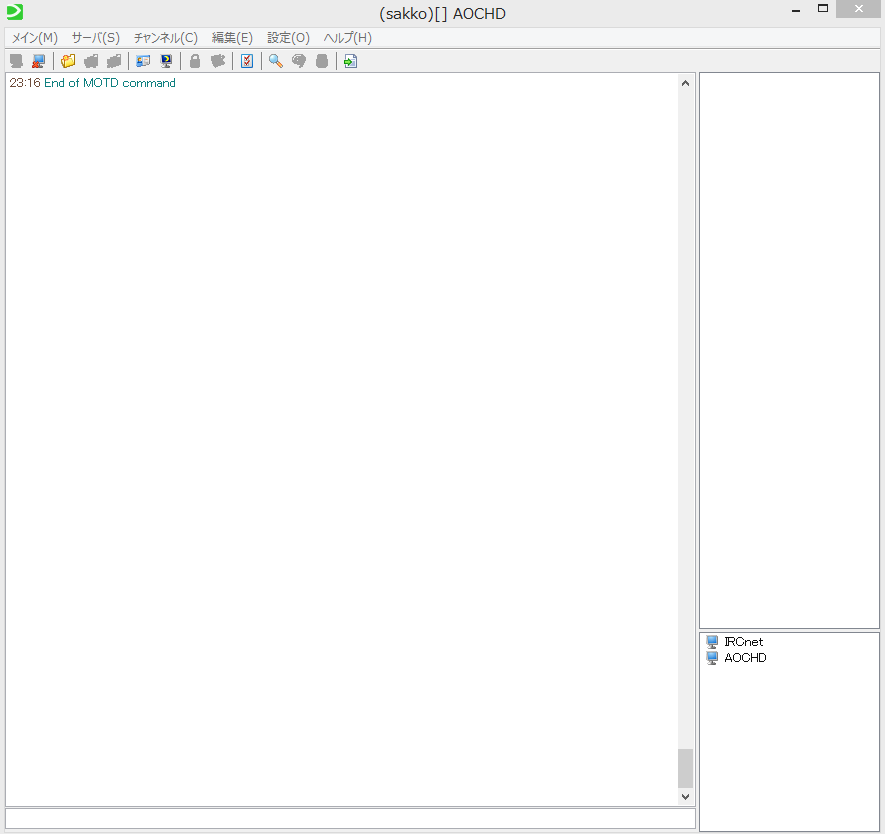 (sakko)[] AOCHD
メイン(M) サーバ(S) チャンネル(C) 編集(E) 設定(O) ヘルプ(H)
23:16 End of MOTD command
IRCnet
AOCHD